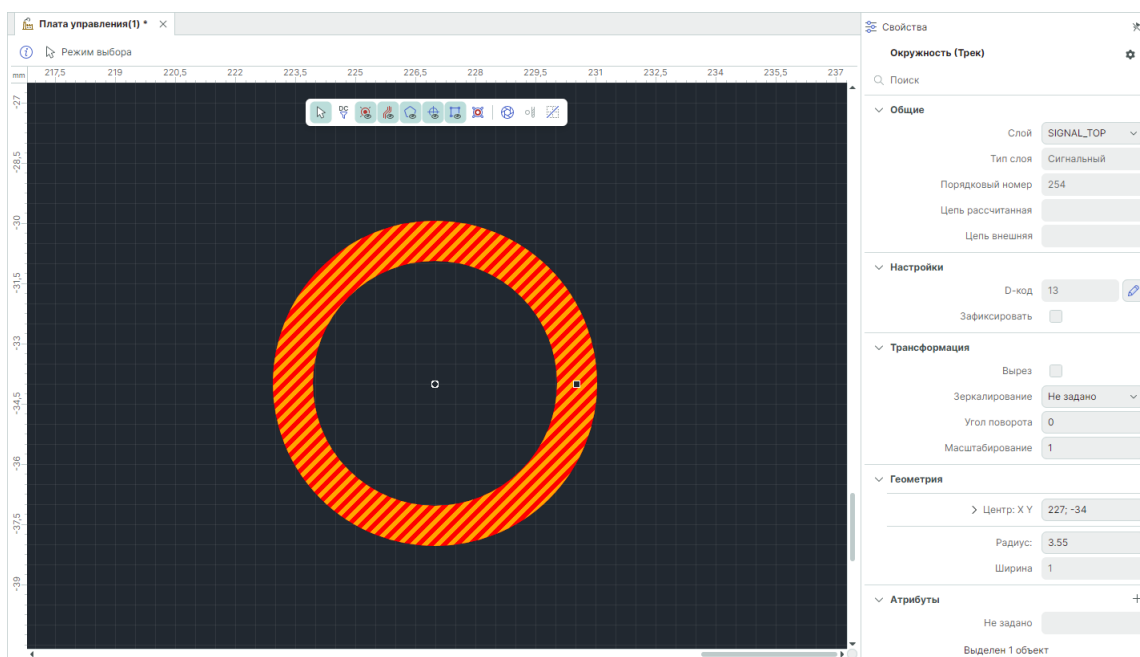 Плата управления(1) *
Режим выбора
mm 217,5 219 220,5 222 223,5 225 226,5 228 229,5 231 232,5 234 235,5 237
-27
-28,5
-30
-31,5
-33
-34,5
-36
-37,5
-39
DC
Свойства
Окружность (Трек)
Поиск
Общие
Слой SIGNAL_TOP
Тип слоя Сигнальный
Порядковый номер 254
Цепь рассчитанная
Цепь внешняя
Настройки
D-код 13
Зафиксировать
Трансформация
Вырез
Зеркалирование Не задано
Угол поворота 0
Масштабирование 1
Геометрия
Центр: X Y 227; -34
Радиус: 3.55
Ширина 1
Атрибуты
Не задано
Выделен 1 объект